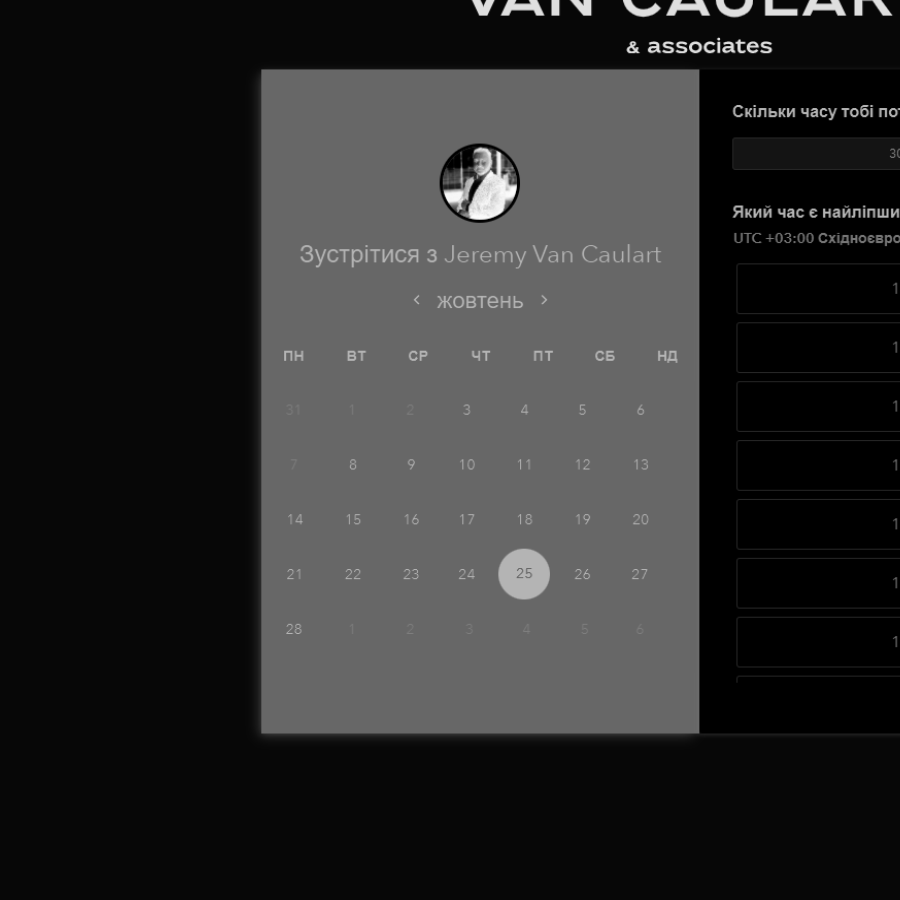 VAN CAULAR
& associates
Зустрітися з Jeremy Van Caulart
‹ жовтень ›
ПН ВТ СР ЧТ ПТ СБ НД
31 1 2 3 4 5 6
7 8 9 10 11 12 13
14 15 16 17 18 19 20
21 22 23 24 25 26 27
28 1 2 3 4 5 6
Скільки часу тобі
30
Який час є найліпши
UTC +03:00 Східноєвро
1
1
1
1
1
1
1